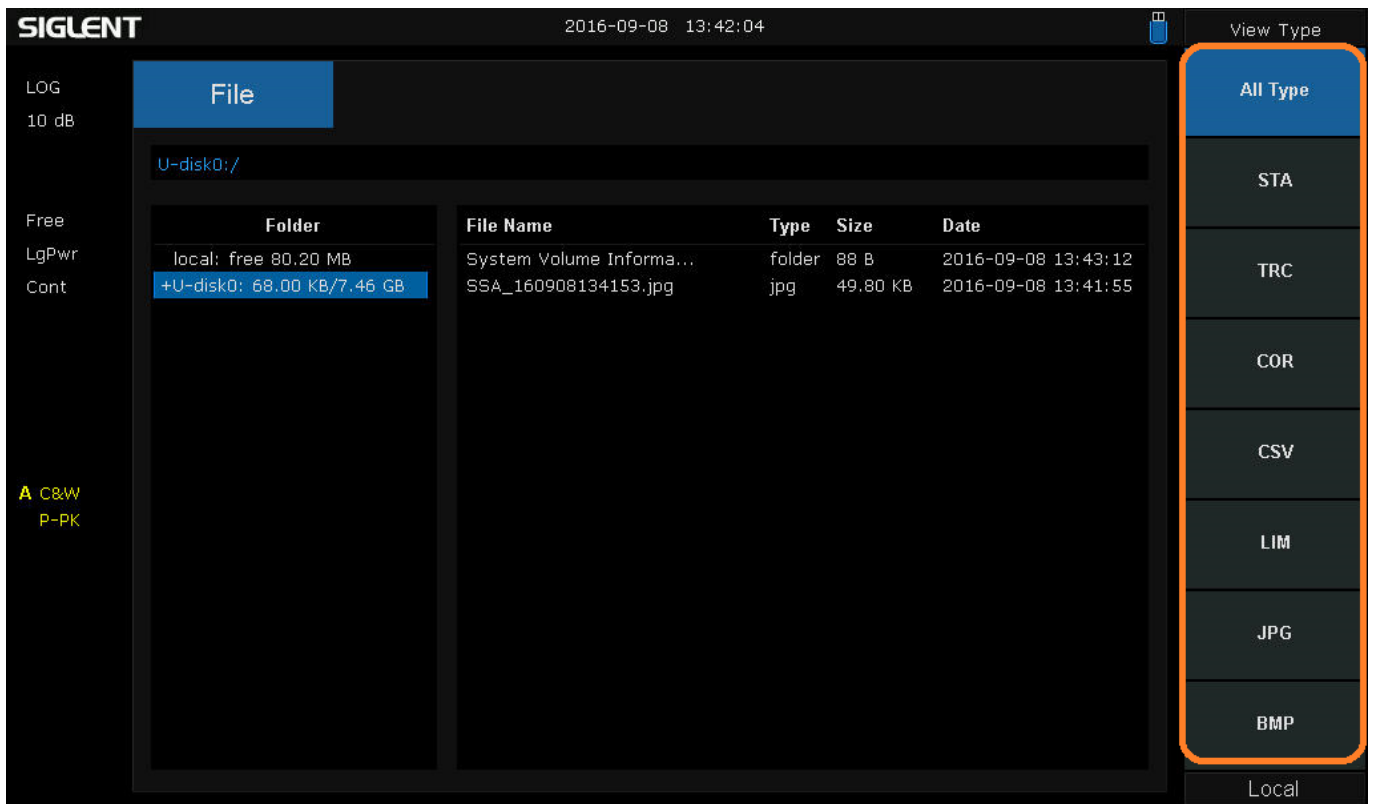 SIGLENT
2016-09-08 13:42:04
View Type
LOG
10 dB
Free
LgPwr
Cont
A C&W
P-PK
File
U-disk0:/
Folder
local: free 80.20 MB
+U-disk0: 68.00 KB/7.46 GB
File Name Type Size Date
System Volume Informa... folder 88 B 2016-09-08 13:43:12
SSA_160908134153.jpg jpg 49.80 KB 2016-09-08 13:41:55
All Type
STA
TRC
COR
CSV
LIM
JPG
BMP
Local